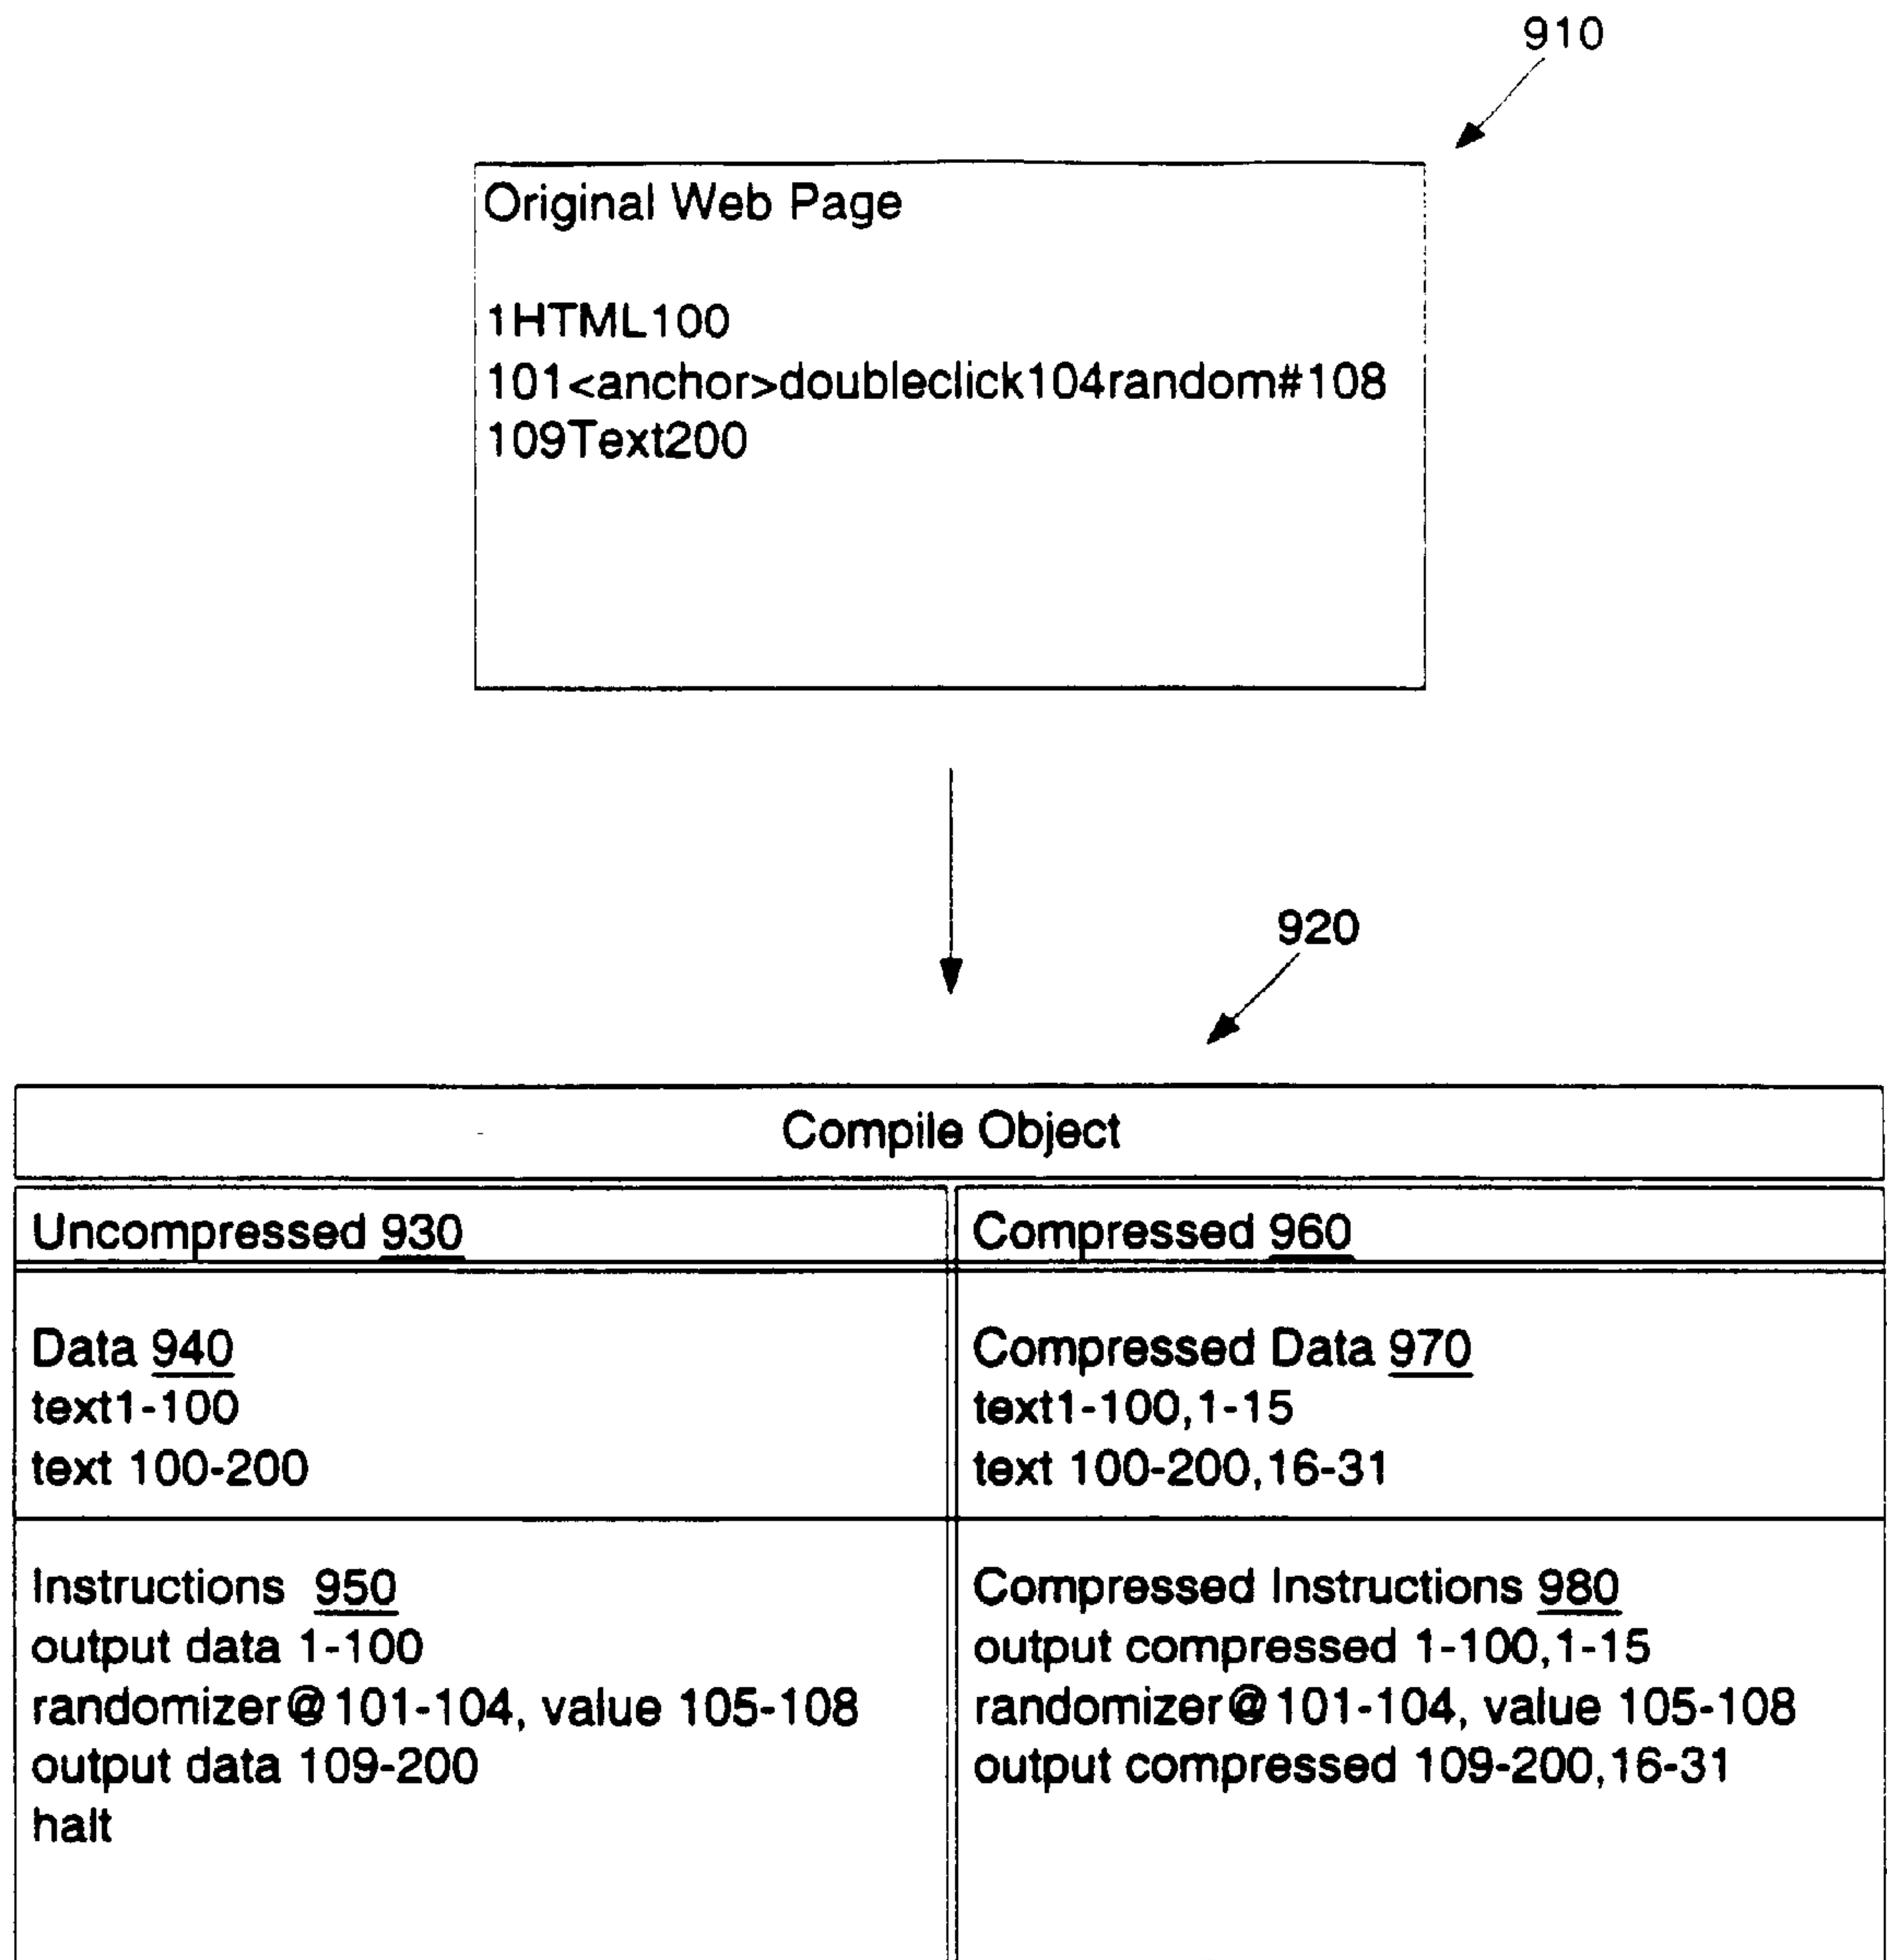 910
Original Web Page
1HTML100
101<anchor>doubleclick104random#108
109Text200
920
Compile Object
Uncompressed 930
Compressed 960
Data 940
text1-100
text 100-200
Compressed Data 970
text1-100,1-15
text 100-200,16-31
Instructions 950
output data 1-100
randomizer@101-104, value 105-108
output data 109-200
halt
Compressed Instructions 980
output compressed 1-100,1-15
randomizer@101-104, value 105-108
output compressed 109-200,16-31